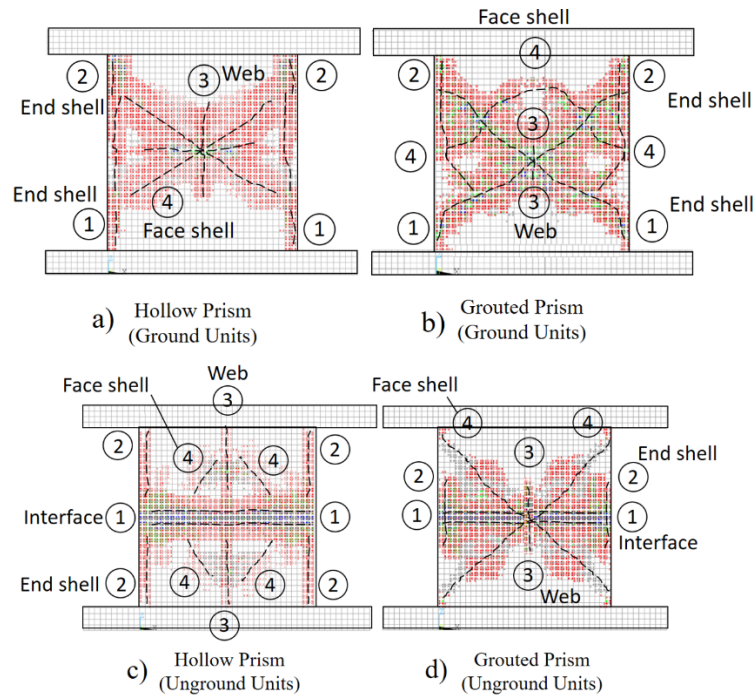 Face shell
4
2
3
Web
2
2
2
End shell
3
End shell
4
4
End shell
4
End shell
1
Face shell
1
1
3
Web
1
a) Hollow Prism
(Ground Units)
b) Grouted Prism
(Ground Units)
Web
Face shell
3
Face shell
4
4
2
4
4
2
3
End shell
2
2
Interface
1
1
1
1
Interface
End shell
2
4
4
2
3
Web
3
c) Hollow Prism
(Unground Units)
d) Grouted Prism
(Unground Units)